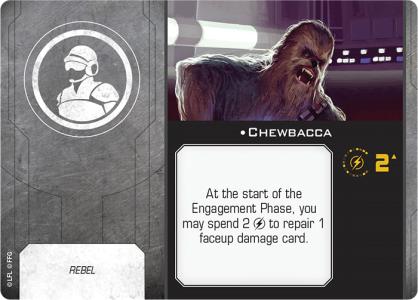 • CHEWBACCA
2
At the start of the
Engagement Phase, you
may spend 2 to repair 1
faceup damage card.
REBEL
© LFL © FFG